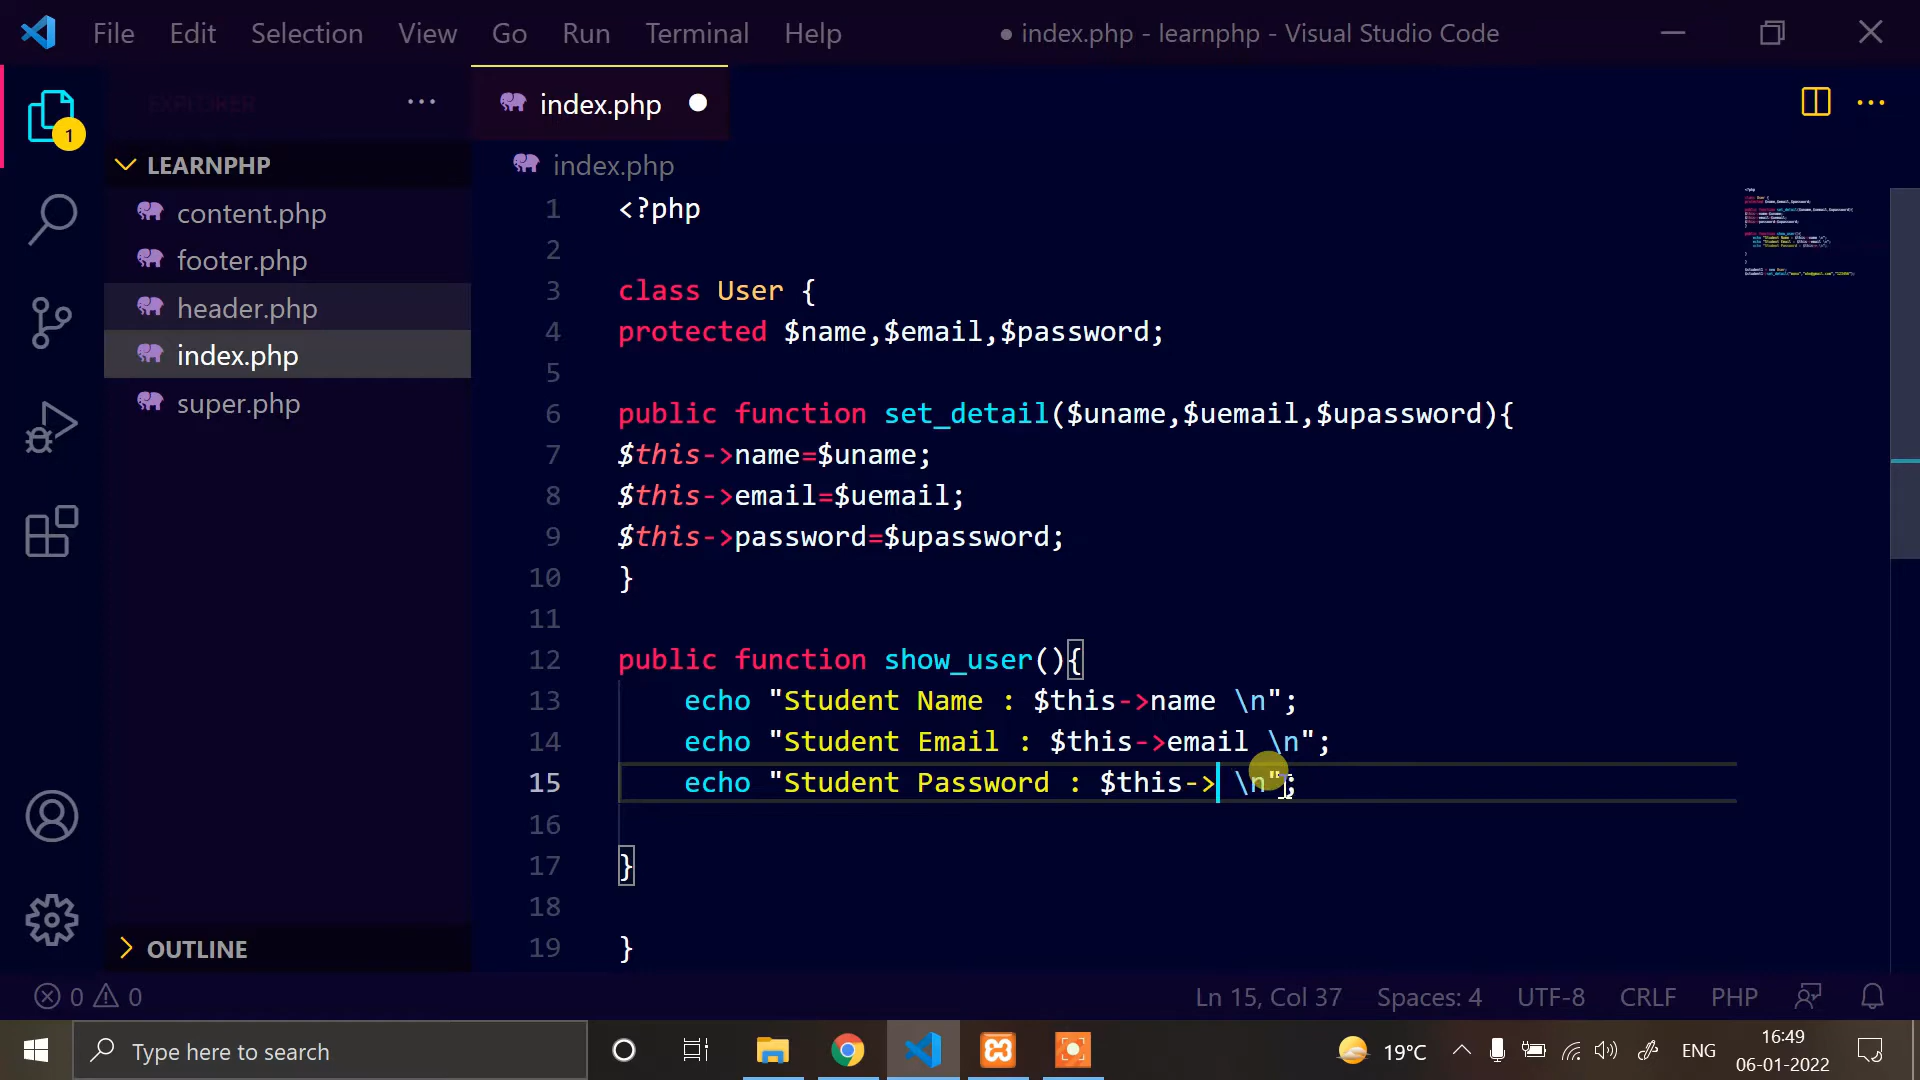 File Edit Selection View Go Run Terminal Help
● index.php - learnphp - Visual Studio Code
EXPLORER
index.php
LEARNPHP
content.php
footer.php
header.php
index.php
super.php
OUTLINE
index.php
1 <?php
2
3 class User {
4 protected $name,$email,$password;
5
6 public function set_detail($uname,$uemail,$upassword){
7 $this->name=$uname;
8 $this->email=$uemail;
9 $this->password=$upassword;
10 }
11
12 public function show_user(){
13 echo "Student Name : $this->name \n";
14 echo "Student Email : $this->email \n";
15 echo "Student Password : $this-> \n";
16
17 }
18
19 }
1
0 0
Ln 15, Col 37 Spaces: 4 UTF-8 CRLF PHP
Type here to search
19°C ENG
16:49
06-01-2022